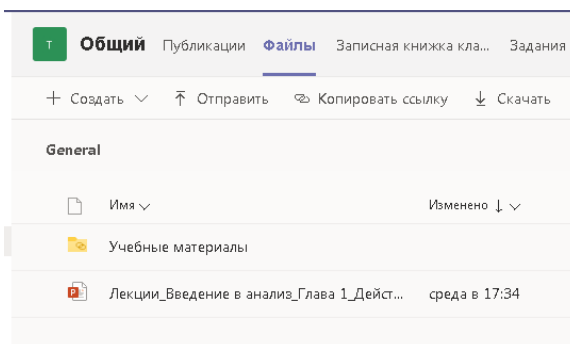 Т Общий Публикации Файлы Записная книжка кла... Задания
Создать Отправить Копировать ссылку Скачать
General
Имя Изменено
Учебные материалы
Лекции_Введение в анализ_Глава 1_Дейст... среда в 17:34